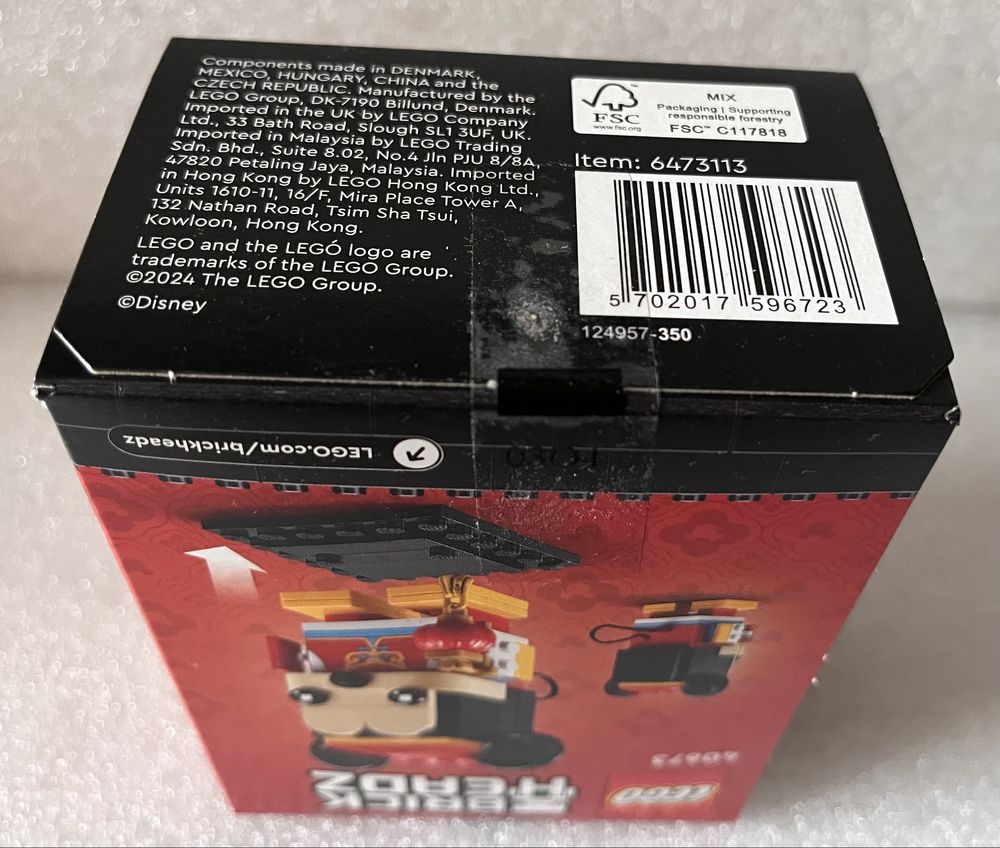 Components made in DENMARK,
MEXICO, HUNGARY, CHINA and the
CZECH REPUBLIC. Manufactured by the
LEGO Group, DK-7190 Billund, Denmark.
Imported in the UK by LEGO Company
Ltd., 33 Bath Road, Slough SL1 3UF, UK.
Imported in Malaysia by LEGO Trading
Sdn. Bhd., Suite 8.02, No.4 Jln PJU 8/8A,
47820 Petaling Jaya, Malaysia. Imported
in Hong Kong by LEGO Hong Kong Ltd.,
Units 1610-11, 16/F, Mira Place Tower A,
132 Nathan Road, Tsim Sha Tsui,
Kowloon, Hong Kong.
LEGO and the LEGO logo are
trademarks of the LEGO Group.
©2024 The LEGO Group.
©Disney
FSC
www.fsc.org
MIX
Packaging | Supporting
responsible forestry
FSC™ C117818
Item: 6473113
5 702017 596723
124957-350
LEGO.com/brickheadz
40673
LEGO
BRICK
HEADZ